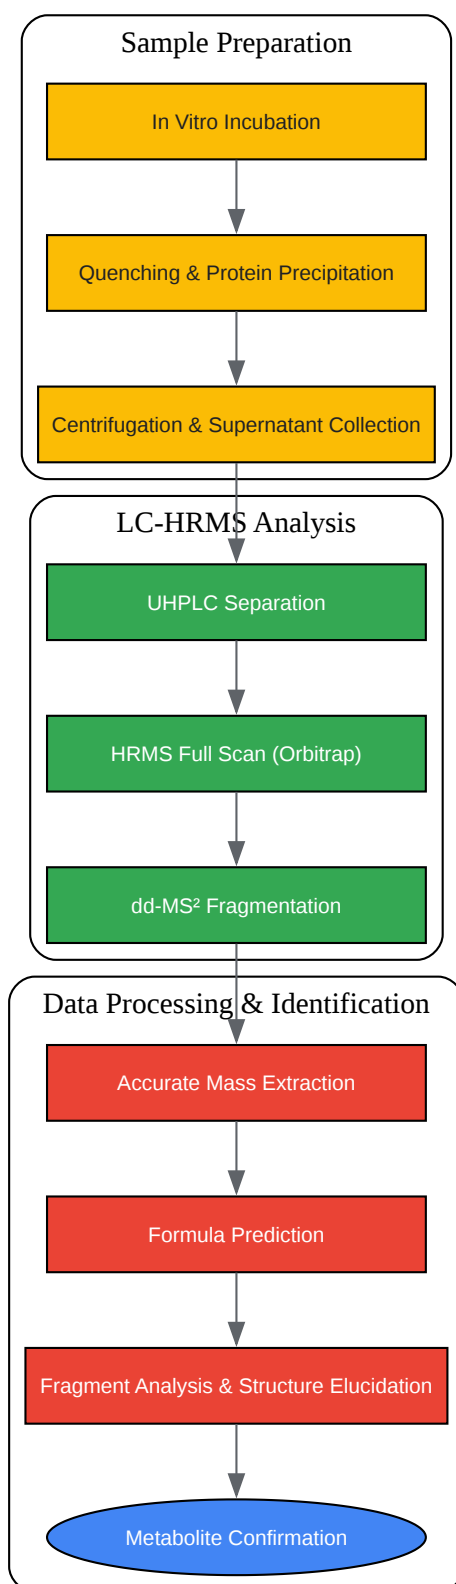 Sample Preparation
In Vitro Incubation
Quenching & Protein Precipitation
Centrifugation & Supernatant Collection
LC-HRMS Analysis
UHPLC Separation
HRMS Full Scan (Orbitrap)
dd-MS² Fragmentation
Data Processing & Identification
Accurate Mass Extraction
Formula Prediction
Fragment Analysis & Structure Elucidation
Metabolite Confirmation